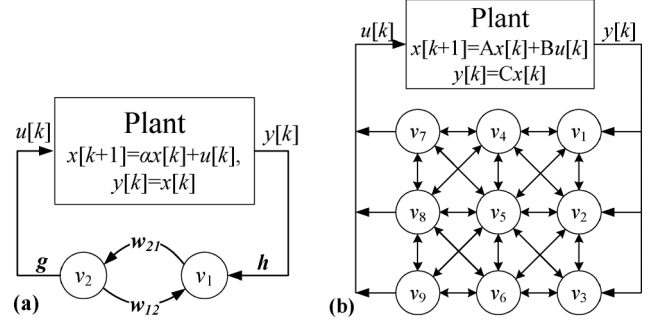 Plant
x[k+1]=αx[k]+u[k],
y[k]=x[k]
u[k]
y[k]
g
h
w21
w12
v2
v1
(a)
Plant
x[k+1]=Ax[k]+Bu[k]
y[k]=Cx[k]
u[k]
y[k]
v7 v4 v1
v8 v5 v2
v9 v6 v3
(b)